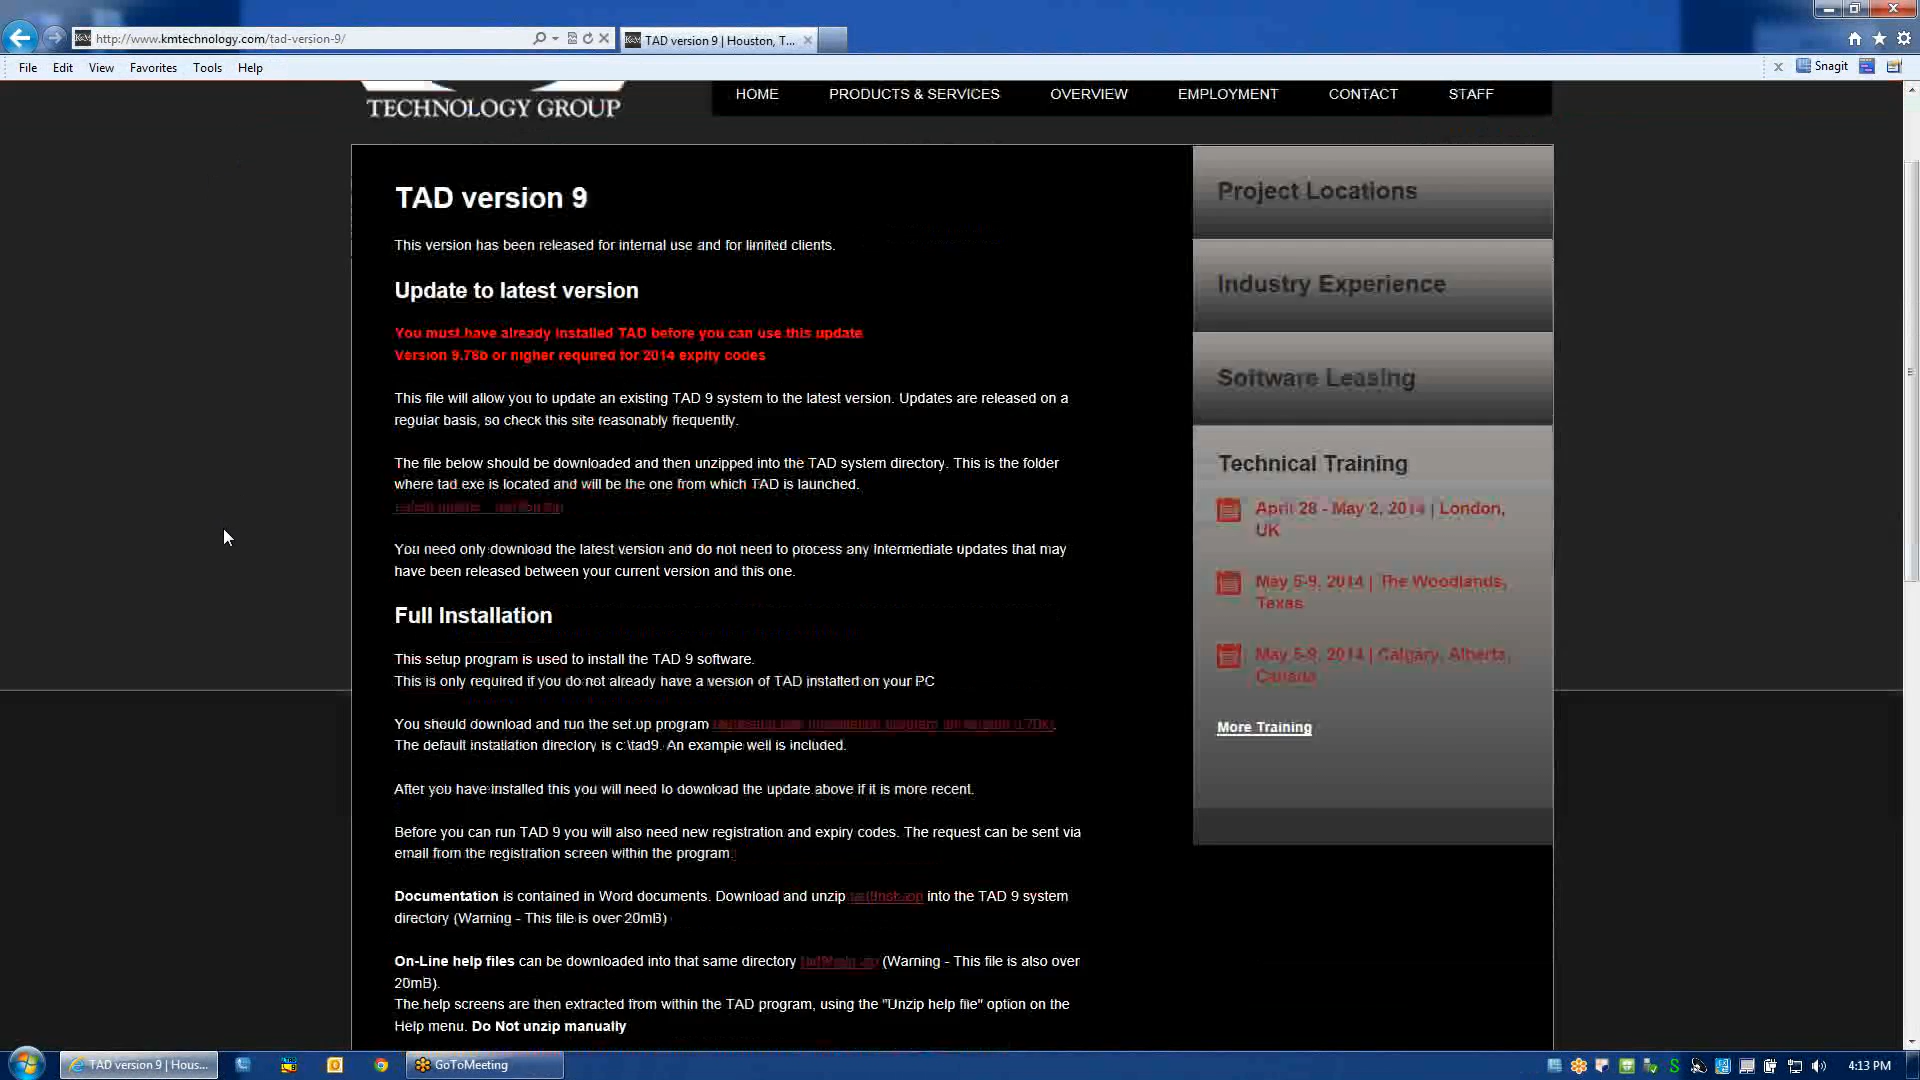 http://www.kmtechnology.com/tad-version-9/
TAD version 9 | Houston, T...
File Edit View Favorites Tools Help
Snagit
TECHNOLOGY GROUP
HOME PRODUCTS & SERVICES OVERVIEW EMPLOYMENT CONTACT STAFF
TAD version 9
This version has been released for internal use and for limited clients.
Update to latest version
You must have already installed TAD before you can use this update
Version 9.78b or higher required for 2014 expiry codes
This file will allow you to update an existing TAD 9 system to the latest version. Updates are released on a
regular basis, so check this site reasonably frequently.
The file below should be downloaded and then unzipped into the TAD system directory. This is the folder
where tad.exe is located and will be the one from which TAD is launched.
You need only download the latest version and do not need to process any intermediate updates that may
have been released between your current version and this one.
Full Installation
This setup program is used to install the TAD 9 software.
This is only required if you do not already have a version of TAD installed on your PC
You should download and run the set.up program
The default installation directory is c:\tad9. An example well is included.
After you have installed this you will need to download the update above if it is more recent.
Before you can run TAD 9 you will also need new registration and expiry codes. The request can be sent via
email from the registration screen within the program.
Documentation is contained in Word documents. Download and unzip into the TAD 9 system
directory (Warning - This file is over 20mB)
On-Line help files can be downloaded into that same directory (Warning - This file is also over
20mB).
The help screens are then extracted from within the TAD program, using the "Unzip help file" option on the
Help menu. Do Not unzip manually
Project Locations
Industry Experience
Software Leasing
Technical Training
April 28 - May 2, 2014 | London,
UK
May 5-9, 2014 | The Woodlands,
Texas
May 5-9, 2014 | Calgary, Alberta,
Canada
More Training
TAD version 9 | Hous...
GoToMeeting
4:13 PM